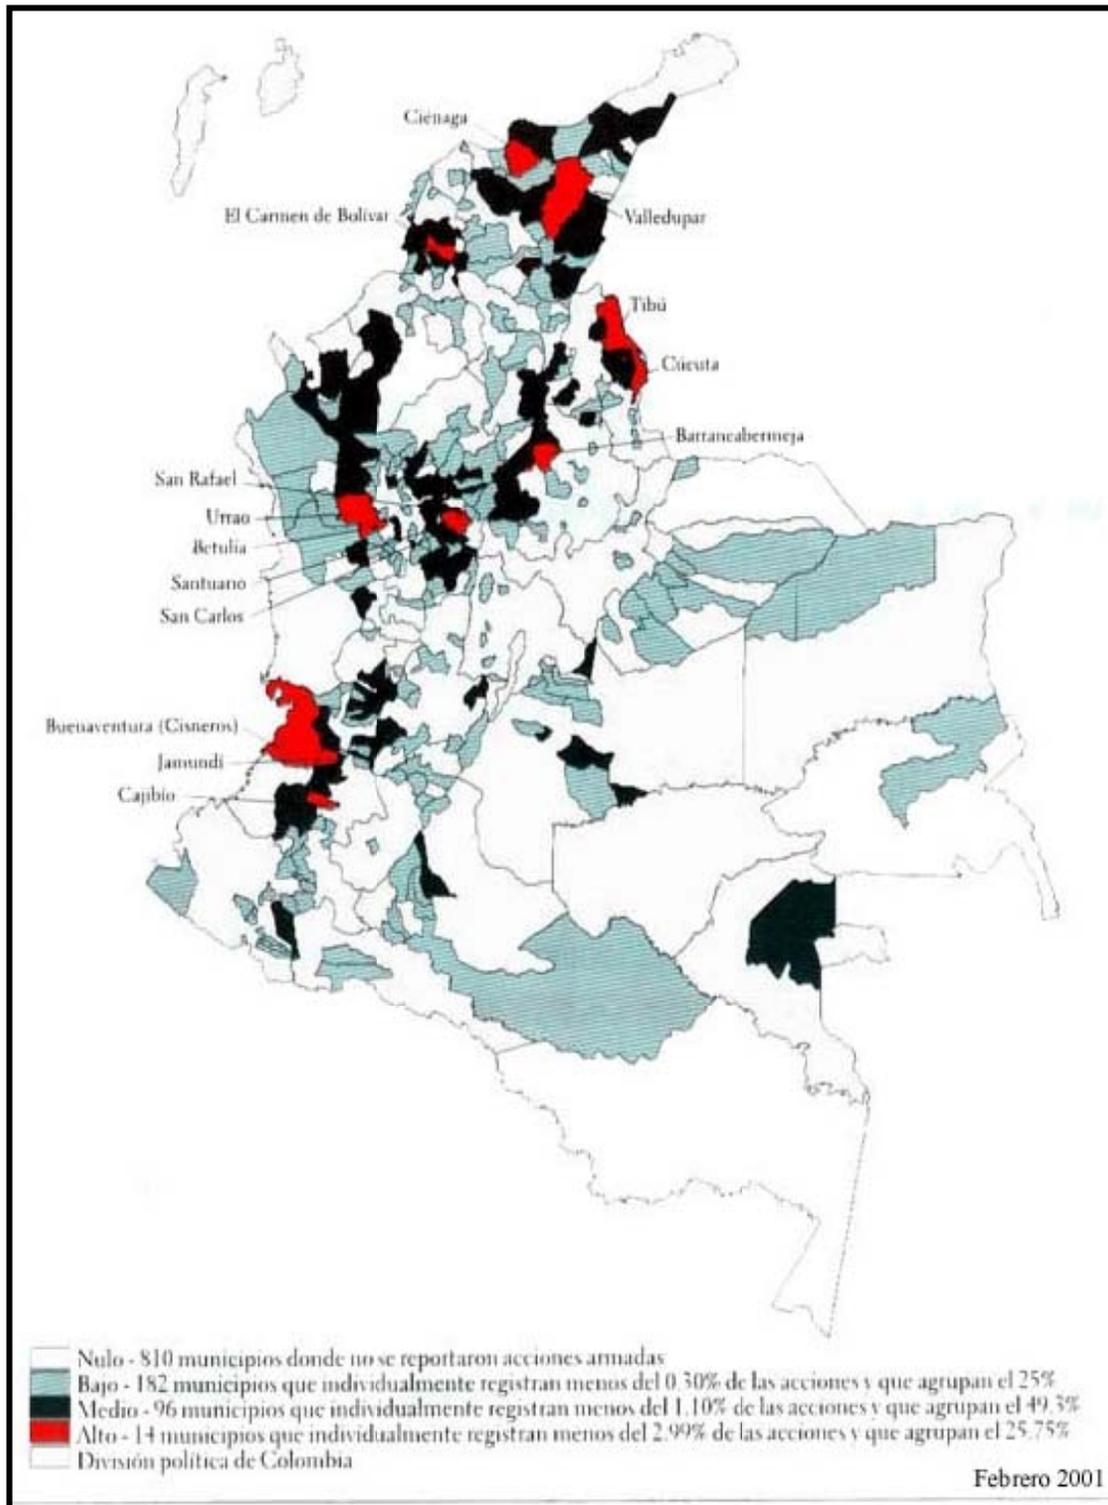 Ciénaga
El Carmen de Bolívar
Valledupar
Tibú
Cúcuta
Barrancabermeja
San Rafael
Urrao
Betulia
Santuario
San Carlos
Buenaventura (Cisneros)
Jamundí
Cajibío
Nulo - 810 municipios donde no se reportaron acciones armadas
Bajo - 182 municipios que individualmente registran menos del 0.30% de las acciones y que agrupan el 25%
Medio - 96 municipios que individualmente registran menos del 1.10% de las acciones y que agrupan el 49.3%
Alto - 14 municipios que individualmente registran menos del 2.99% de las acciones y que agrupan el 25.75%
División política de Colombia
Febrero 2001